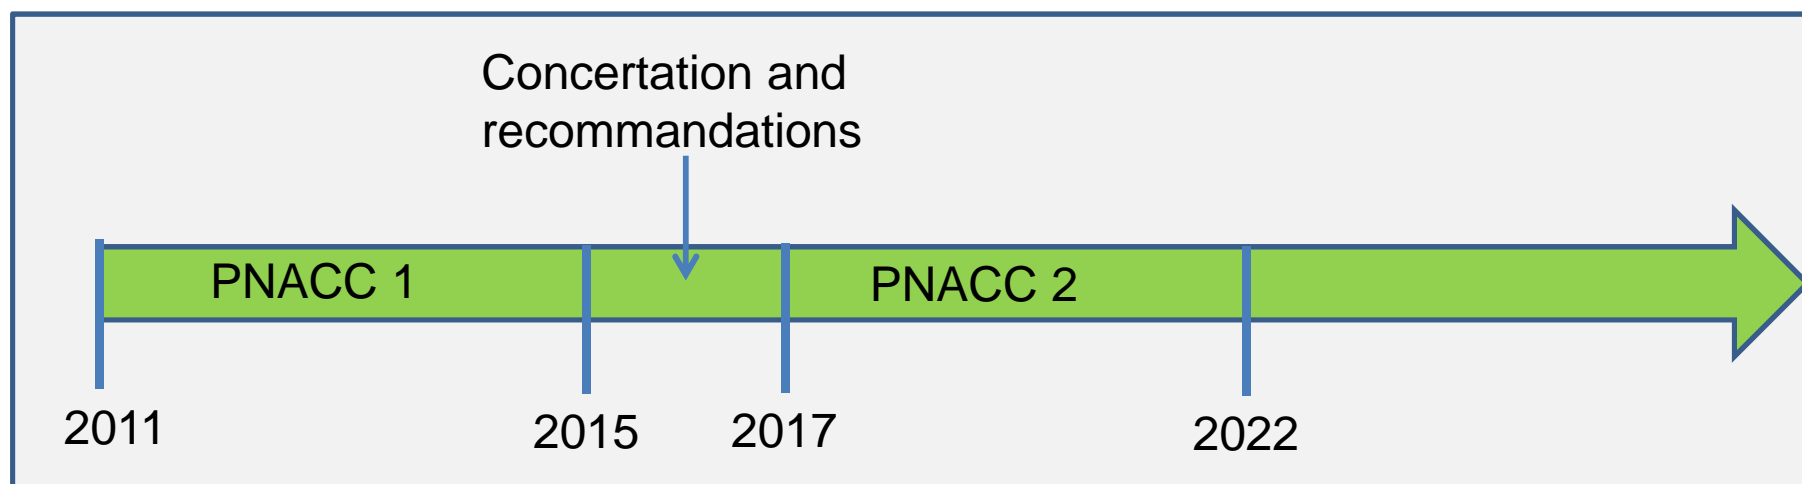 Concertation and
recommandations
PNACC 1
PNACC 2
2011
2015
2017
2022